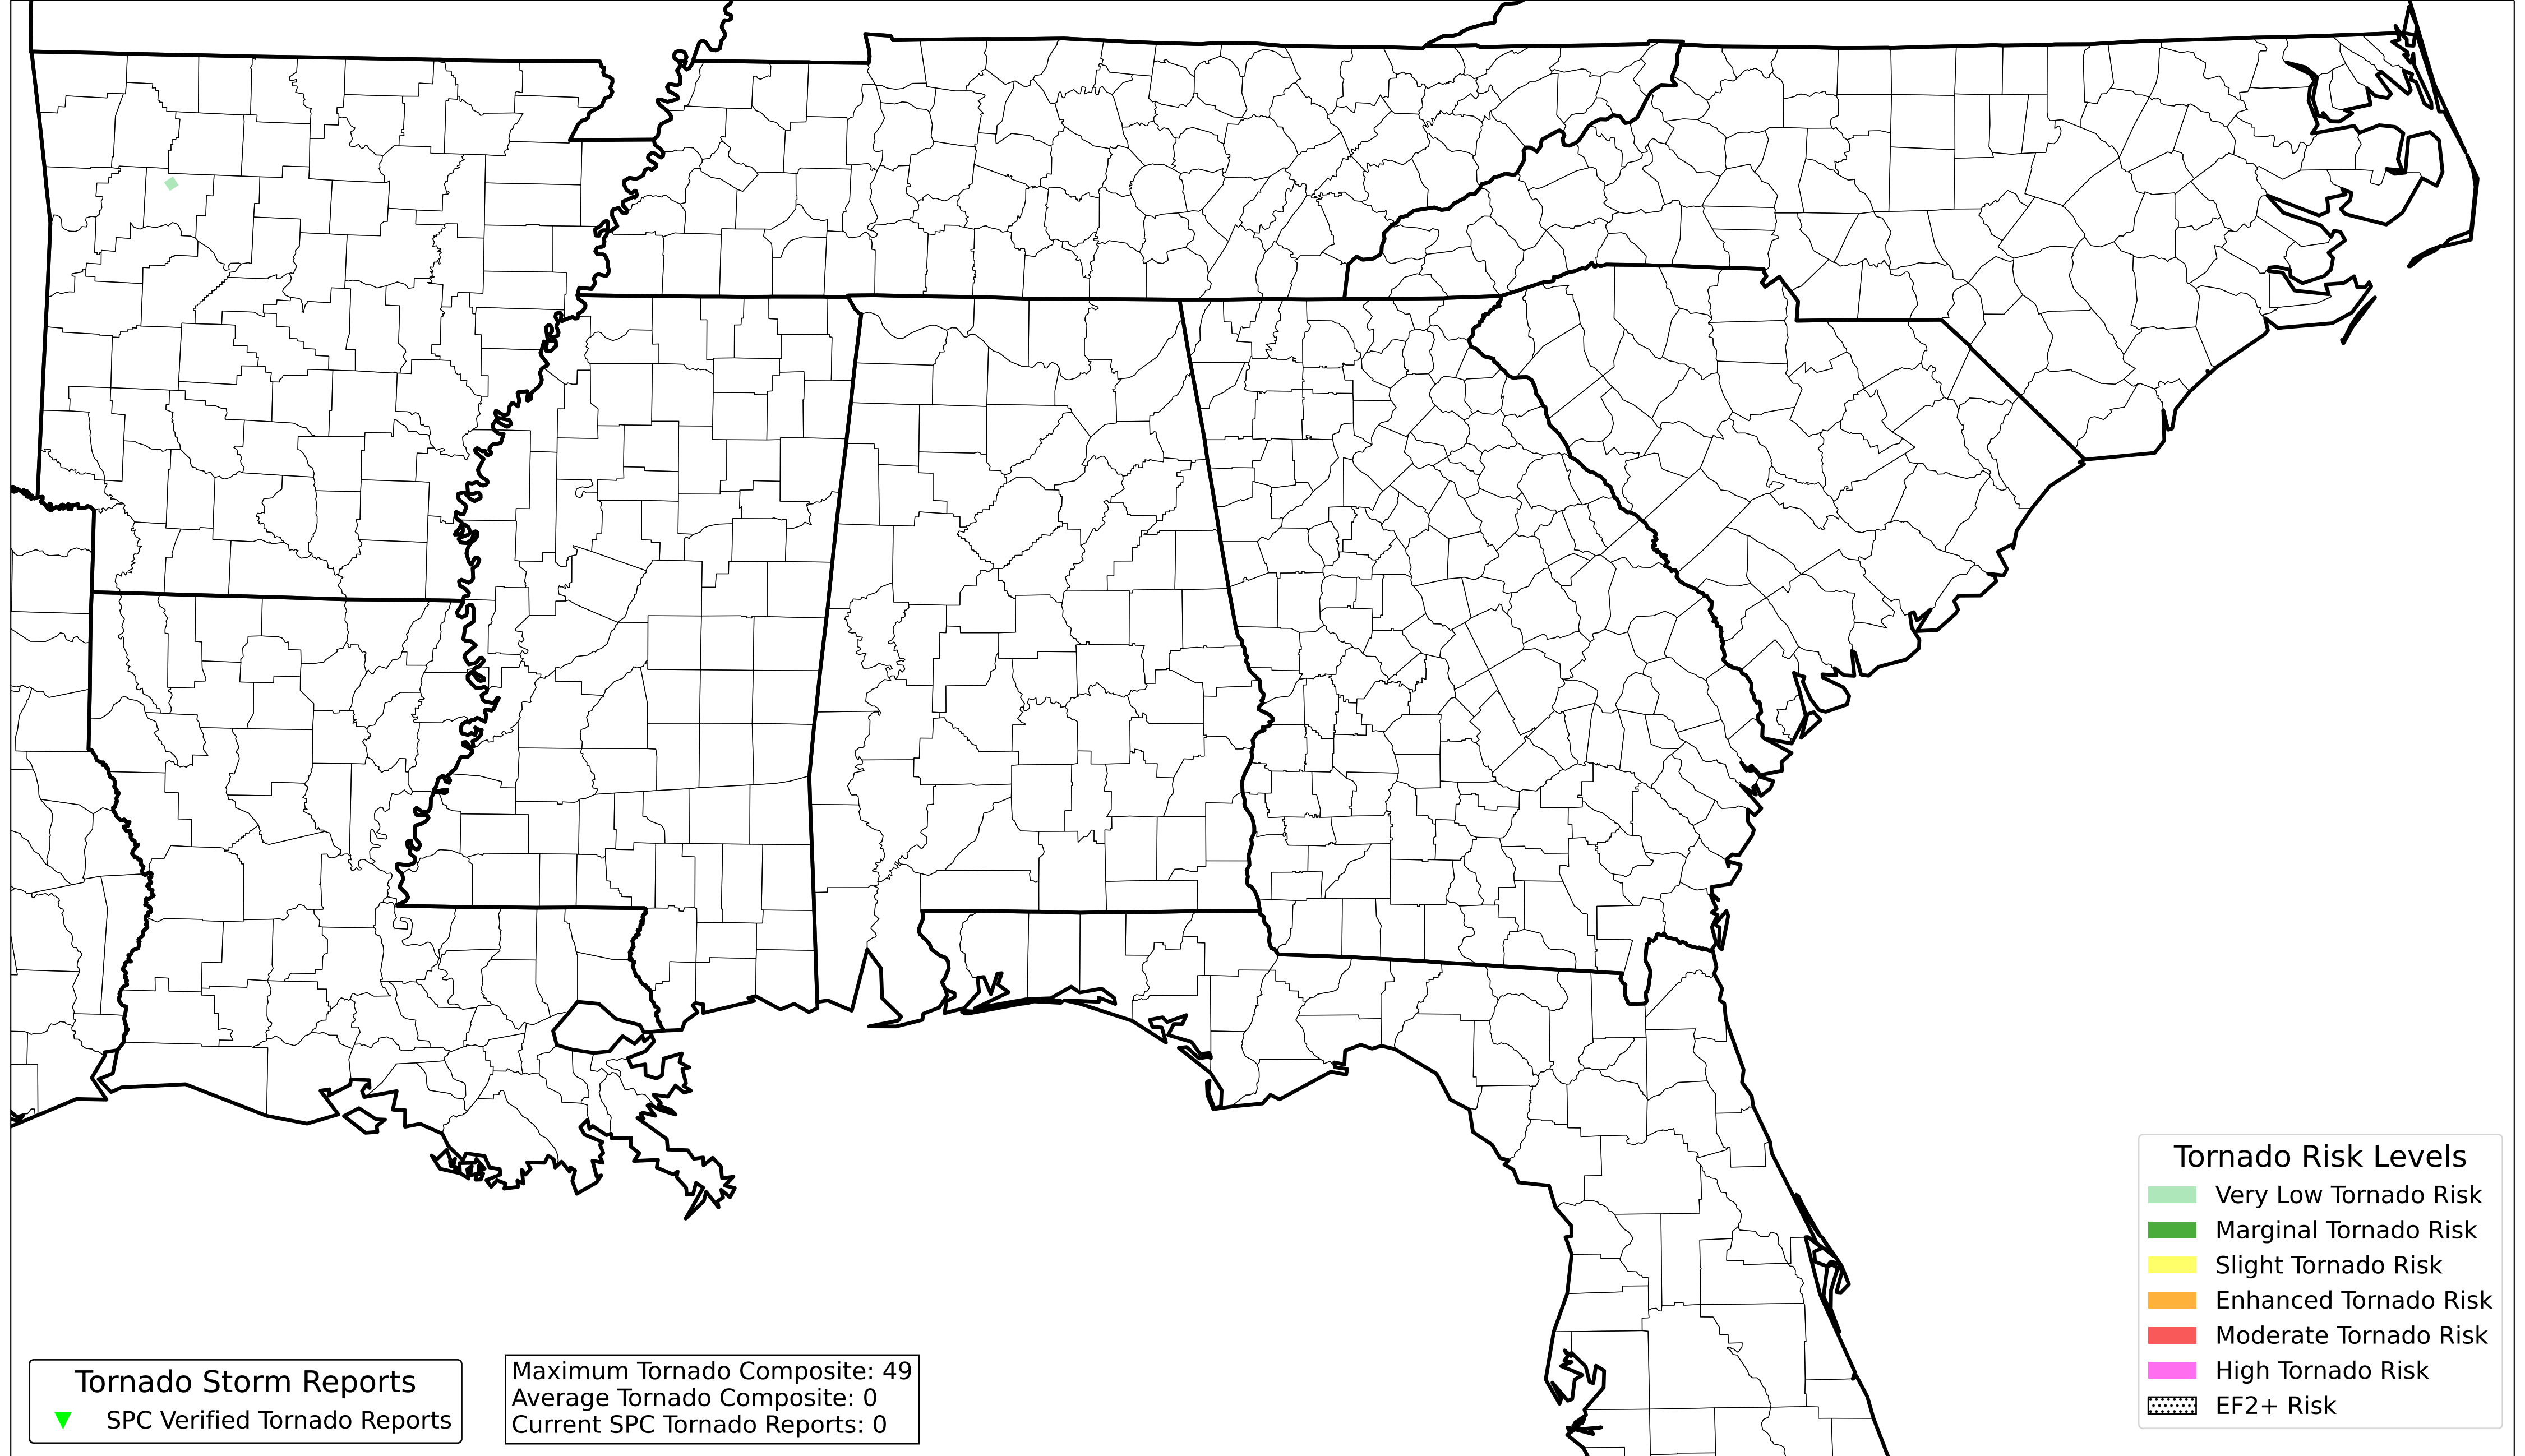 Tornado Risk Levels
Very Low Tornado Risk
Marginal Tornado Risk
Slight Tornado Risk
Enhanced Tornado Risk
Moderate Tornado Risk
High Tornado Risk
EF2+ Risk
Tornado Storm Reports
SPC Verified Tornado Reports
Maximum Tornado Composite: 49
Average Tornado Composite: 0
Current SPC Tornado Reports: 0